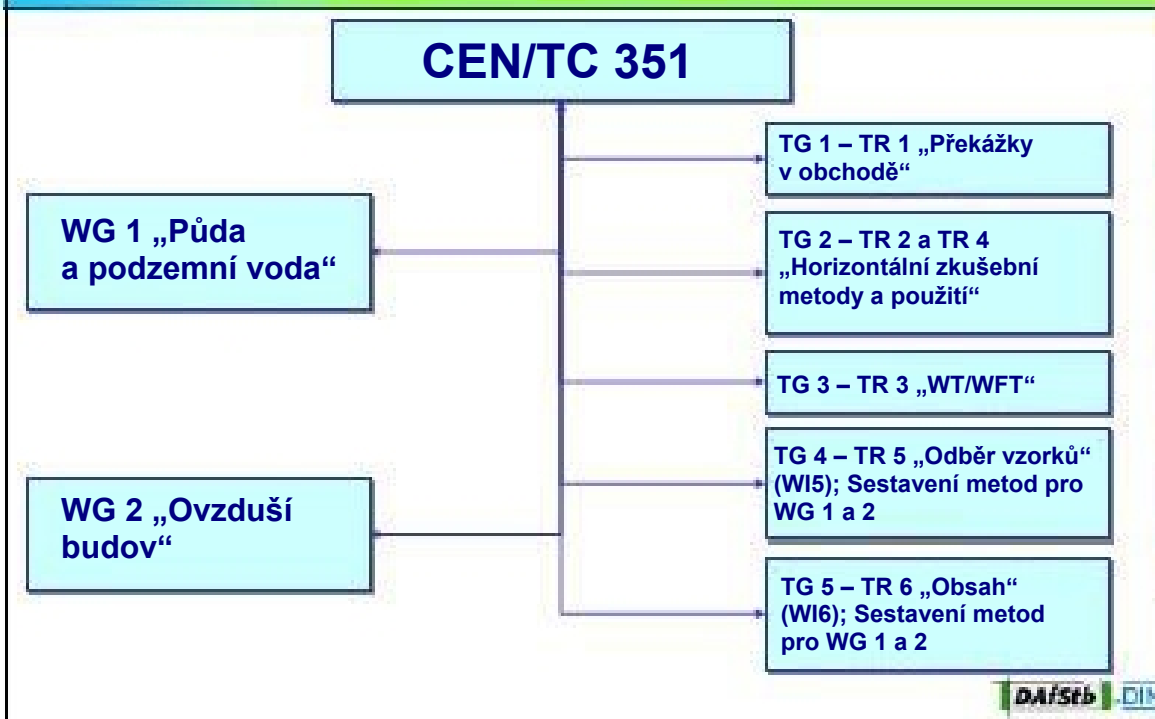 CEN/TC 351
WG 1 „Půda
a podzemní voda“
WG 2 „Ovzduší
budov“
TG 1 – TR 1 „Překážky
v obchodě“
TG 2 – TR 2 a TR 4
„Horizontální zkušební
metody a použití“
TG 3 – TR 3 „WT/WFT“
TG 4 – TR 5 „Odběr vzorků“
(WI5); Sestavení metod pro
WG 1 a 2
TG 5 – TR 6 „Obsah“
(WI6); Sestavení metod
pro WG 1 a 2
DAfStb